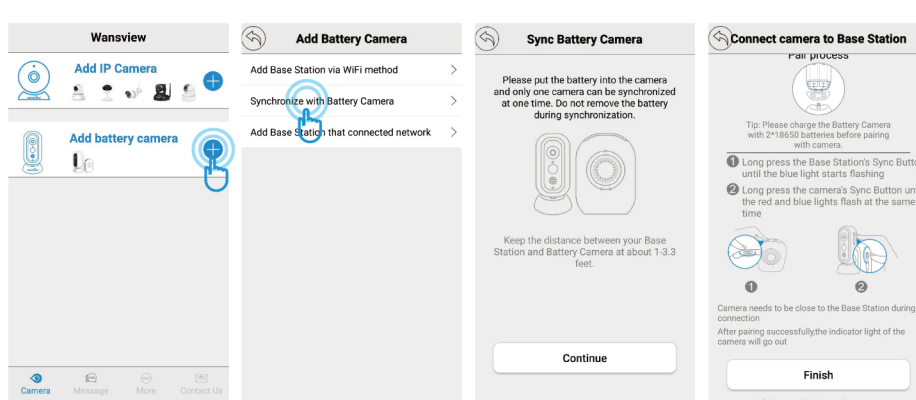 Wansview
Add IP Camera
Add battery camera
Camera
Message
More
Contact Us
Add Battery Camera
Add Base Station via WiFi method
Synchronize with Battery Camera
Add Base Station that connected network
Sync Battery Camera
Please put the battery into the camera
and only one camera can be synchronized
at one time. Do not remove the battery
during synchronization.
Keep the distance between your Base
Station and Battery Camera at about 1-3.3
feet.
Continue
Connect camera to Base Station
Pair process
Tip: Please charge the Battery Camera
with 2*18650 batteries before pairing
with camera.
1 Long press the Base Station's Sync Butto
until the blue light starts flashing
2 Long press the camera's Sync Button un
the red and blue lights flash at the same
time
1
2
Camera needs to be close to the Base Station during
connection
After pairing successfully,the indicator light of the
camera will go out
Finish